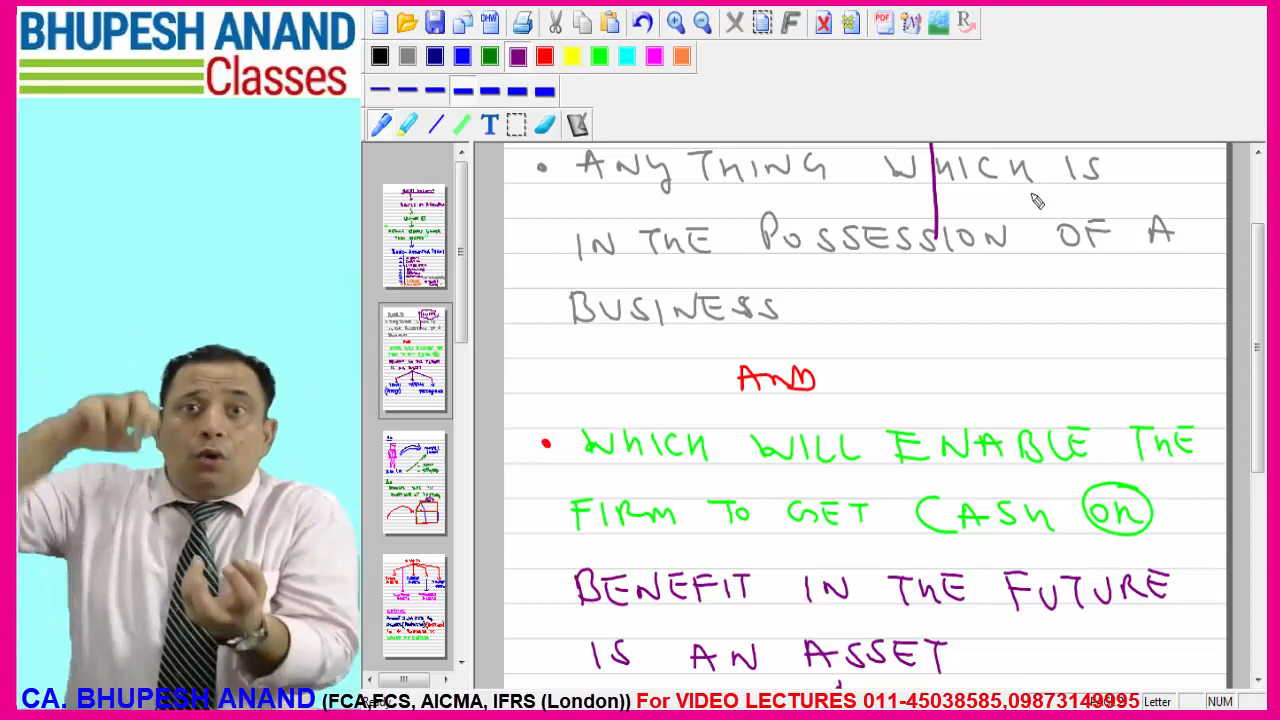 BHUPESH ANAND
Classes
• ANYTHING WHICH IS
IN THE POSSESSION OF A
BUSINESS
AND
• WHICH WILL ENABLE THE
FIRM TO GET CASH OR
BENEFIT IN THE FUTURE
IS AN ASSET
CA. BHUPESH ANAND (FCA,FCS, AICMA, IFRS (London)) For VIDEO LECTURES 011-45038585,09873149995
Letter NUM